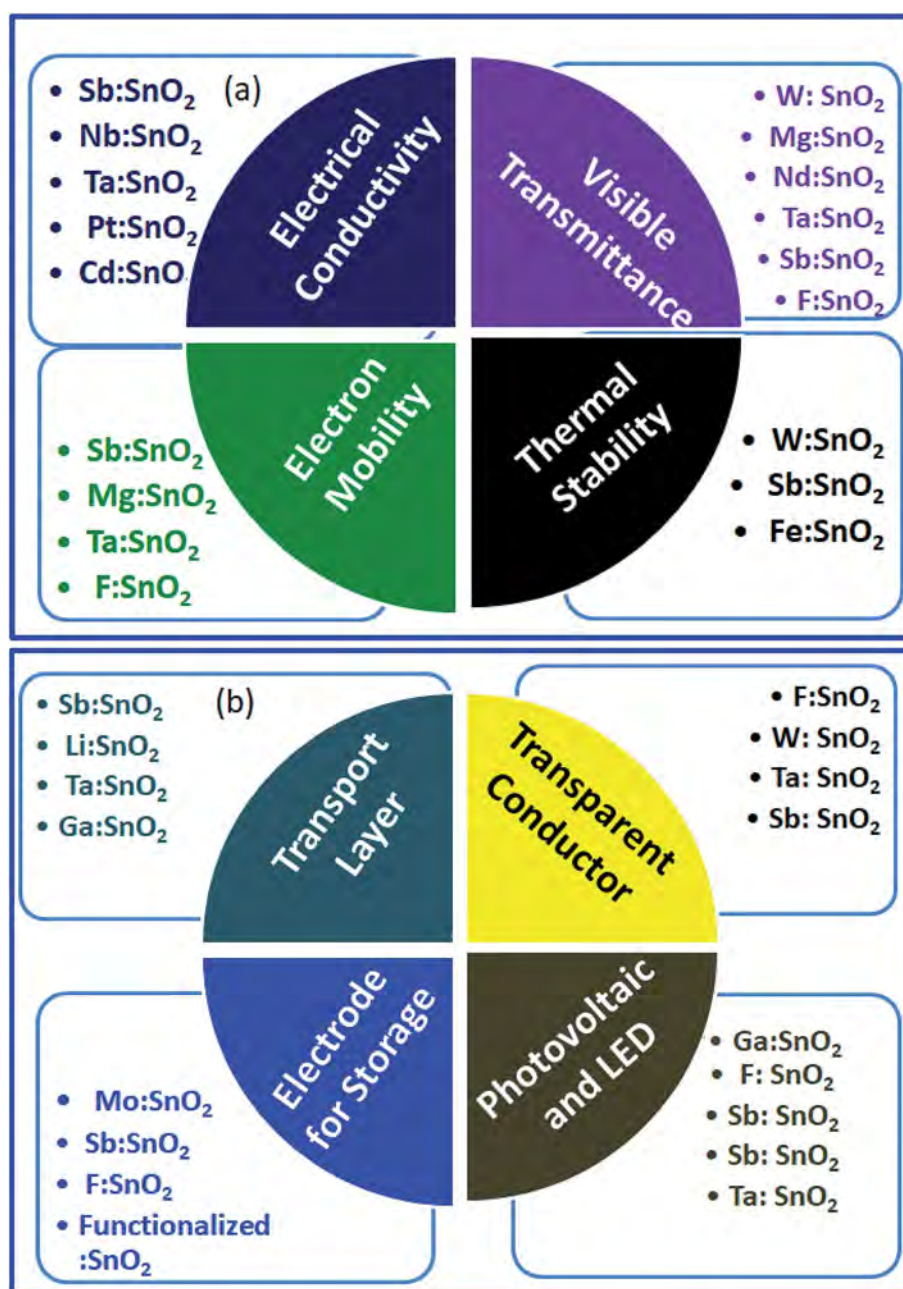 (a)
• Sb:SnO₂
• Nb:SnO₂
• Ta:SnO₂
• Pt:SnO₂
• Cd:SnO
Electrical
Conductivity
Visible
Transmittance
• W: SnO₂
• Mg:SnO₂
• Nd:SnO₂
• Ta:SnO₂
• Sb:SnO₂
• F:SnO₂
• Sb:SnO₂
• Mg:SnO₂
• Ta:SnO₂
• F:SnO₂
Electron
Mobility
Thermal
Stability
• W:SnO₂
• Sb:SnO₂
• Fe:SnO₂
(b)
• Sb:SnO₂
• Li:SnO₂
• Ta:SnO₂
• Ga:SnO₂
Transport
Layer
Transparent
Conductor
• F:SnO₂
• W: SnO₂
• Ta: SnO₂
• Sb: SnO₂
• Mo:SnO₂
• Sb:SnO₂
• F:SnO₂
• Functionalized
:SnO₂
Electrode
for Storage
Photovoltaic
and LED
• Ga:SnO₂
• F: SnO₂
• Sb: SnO₂
• Sb: SnO₂
• Ta: SnO₂